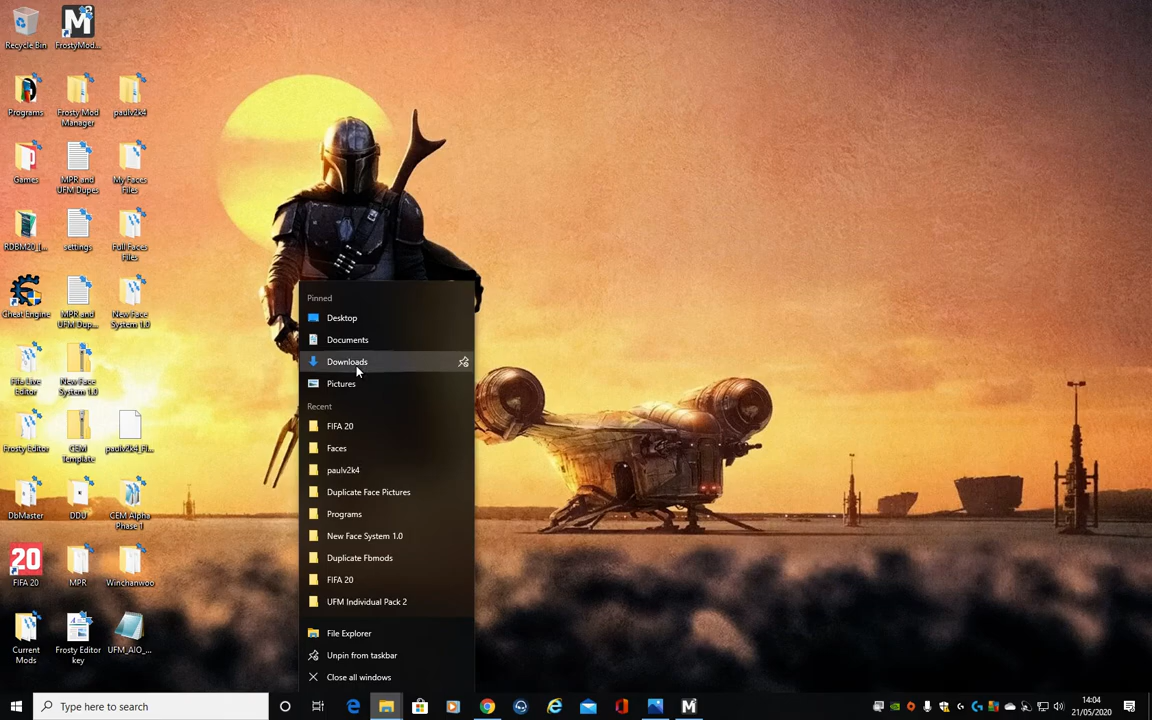 Recycle Bin
FrostyMod...
Programs
Frosty Mod
Manager
paulv2k4
Games
MPR and
UFM Dupes
My Faces
Files
RDBM20_I...
settings
Full Faces
Files
Cheat Engine
MPR and
UFM Dup...
New Face
System 1.0
Fifa Live
Editor
New Face
System 1.0
Frosty Editor
CEM
Template
paulv2k4_FI...
DbMaster
DDU
CEM Alpha
Phase 1
20
FIFA 20
MPR
Winchanwoo
Current
Mods
Frosty Editor
key
UFM_AIO_...
Pinned
Desktop
Documents
Downloads
Pictures
Recent
FIFA 20
Faces
paulv2k4
Duplicate Face Pictures
Programs
New Face System 1.0
Duplicate Fbmods
FIFA 20
UFM Individual Pack 2
File Explorer
Unpin from taskbar
Close all windows
Type here to search
14:04
21/05/2020